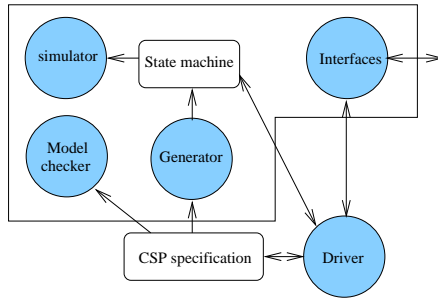 simulator
State machine
Interfaces
Model
checker
Generator
CSP specification
Driver